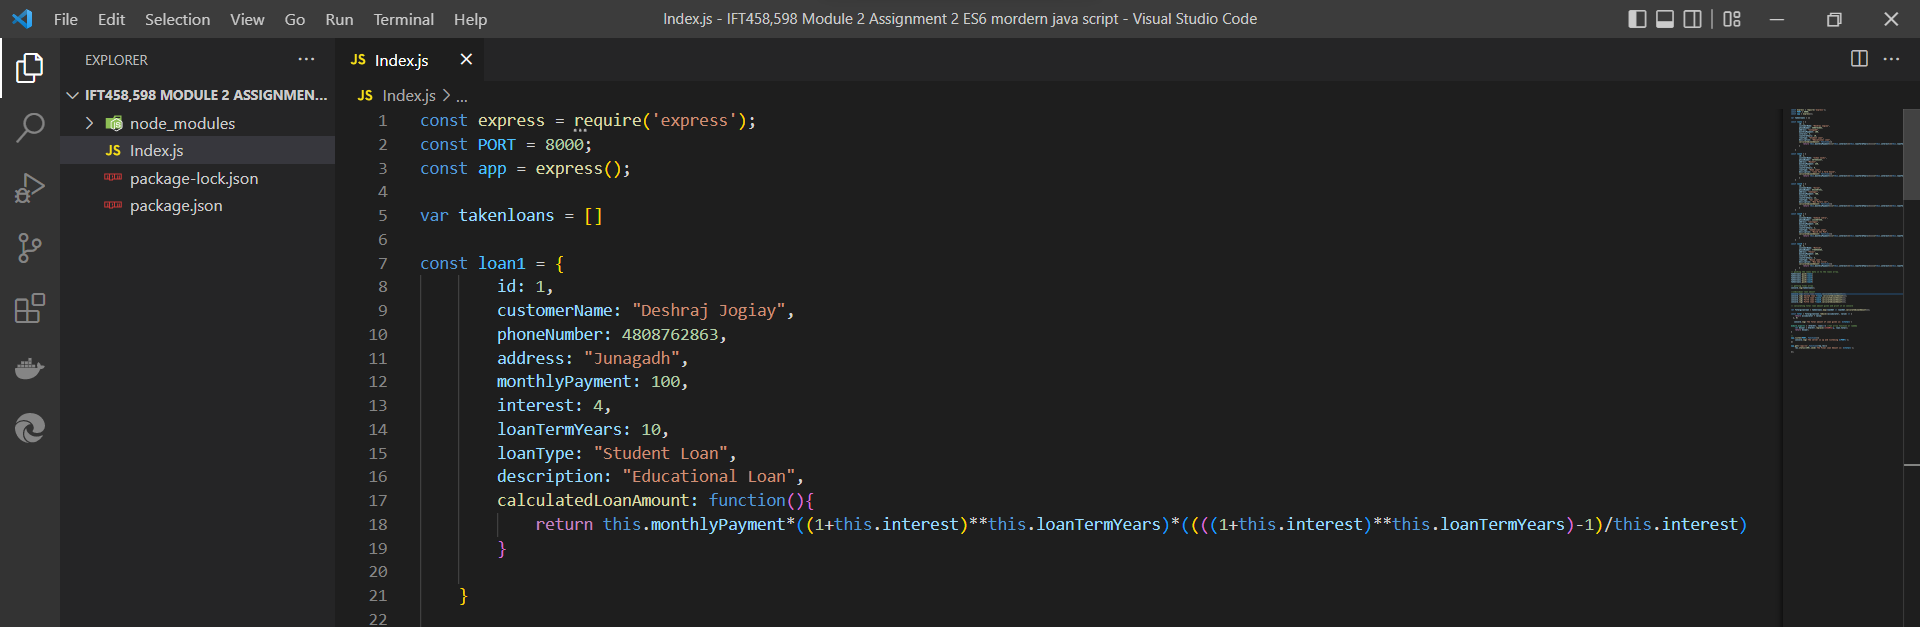 File Edit Selection View Go Run Terminal Help
Index.js - IFT458,598 Module 2 Assignment 2 ES6 mordern java script - Visual Studio Code
EXPLORER
IFT458,598 MODULE 2 ASSIGNMEN...
node_modules
JS Index.js
package-lock.json
package.json
JS Index.js
JS Index.js > ...
1 const express = require('express');
2 const PORT = 8000;
3 const app = express();
4
5 var takenloans = []
6
7 const loan1 = {
8 id: 1,
9 customerName: "Deshraj Jogiay",
10 phoneNumber: 4808762863,
11 address: "Junagadh",
12 monthlyPayment: 100,
13 interest: 4,
14 loanTermYears: 10,
15 loanType: "Student Loan",
16 description: "Educational Loan",
17 calculatedLoanAmount: function(){
18 return this.monthlyPayment*((1+this.interest)**this.loanTermYears)*((((1+this.interest)**this.loanTermYears)-1)/this.interest)
19 }
20
21 }
22